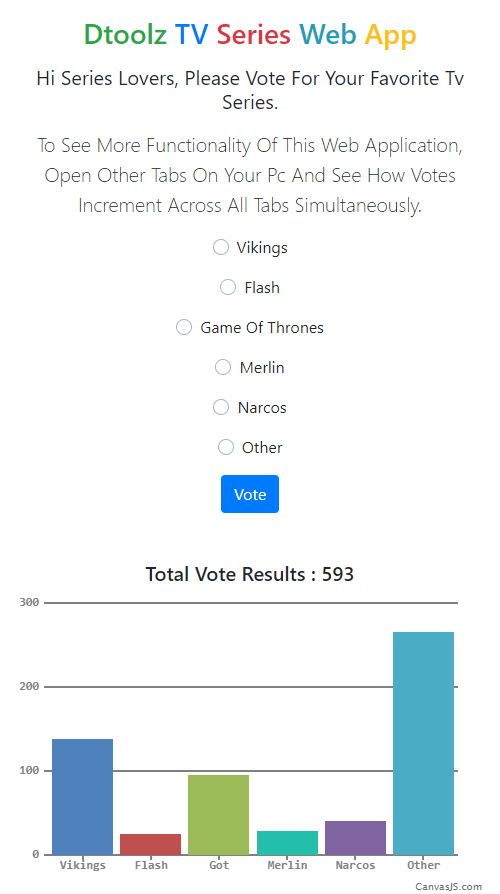 Dtoolz TV Series Web App
Hi Series Lovers, Please Vote For Your Favorite Tv
Series.
To See More Functionality Of This Web Application,
Open Other Tabs On Your Pc And See How Votes
Increment Across All Tabs Simultaneously.
Vikings
Flash
Game Of Thrones
Merlin
Narcos
Other
Vote
Total Vote Results : 593
300
200
100
0
Vikings Flash Got Merlin Narcos Other
CanvasJS.com